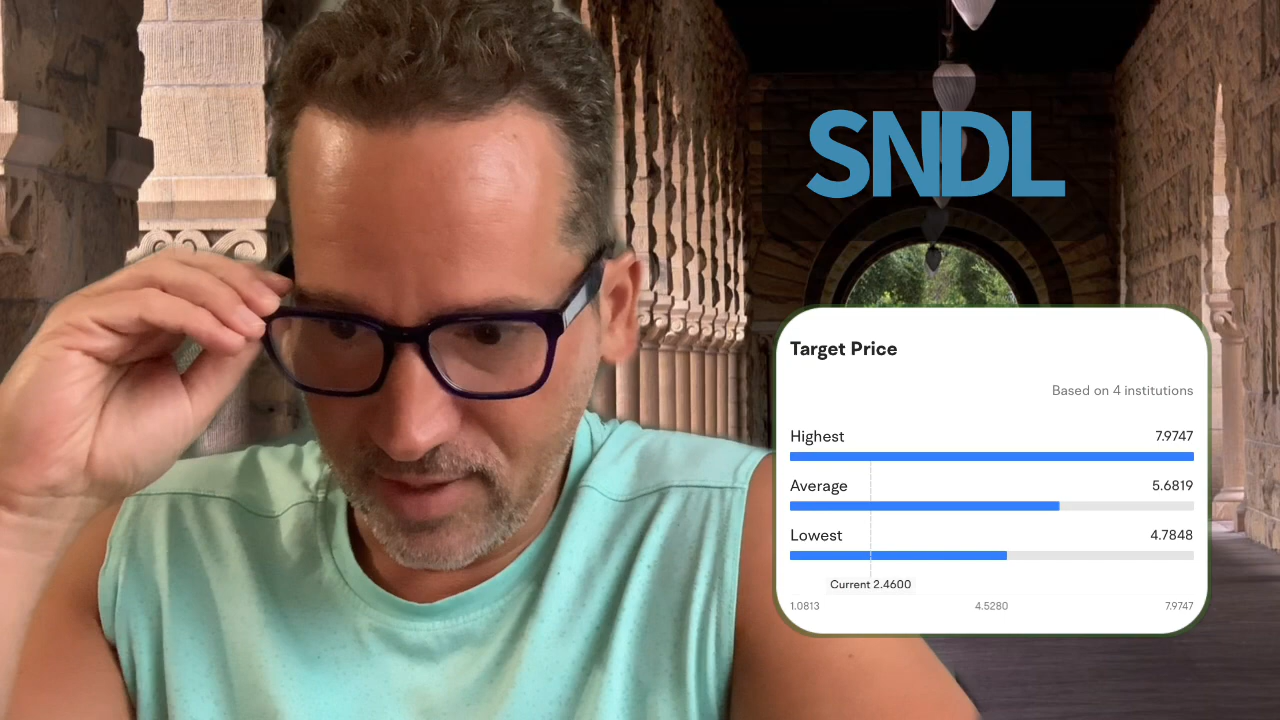 SNDL
Target Price
Based on 4 institutions
Highest 7.9747
Average 5.6819
Lowest 4.7848
Current 2.4600
1.0813 4.5280 7.9747